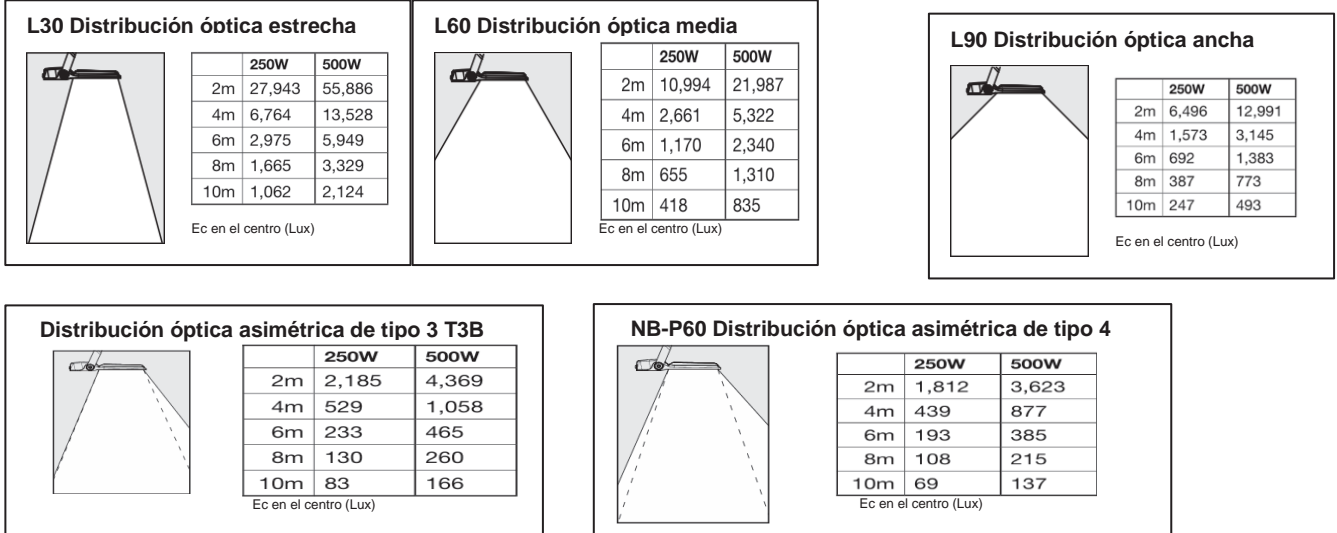 L30 Distribución óptica estrecha
250W 500W
2m 27,943 55,886
4m 6,764 13,528
6m 2,975 5,949
8m 1,665 3,329
10m 1,062 2,124
Ec en el centro (Lux)
L60 Distribución óptica media
250W 500W
2m 10,994 21,987
4m 2,661 5,322
6m 1,170 2,340
8m 655 1,310
10m 418 835
Ec en el centro (Lux)
L90 Distribución óptica ancha
250W 500W
2m 6,496 12,991
4m 1,573 3,145
6m 692 1,383
8m 387 773
10m 247 493
Ec en el centro (Lux)
Distribución óptica asimétrica de tipo 3 T3B
250W 500W
2m 2,185 4,369
4m 529 1,058
6m 233 465
8m 130 260
10m 83 166
Ec en el centro (Lux)
NB-P60 Distribución óptica asimétrica de tipo 4
250W 500W
2m 1,812 3,623
4m 439 877
6m 193 385
8m 108 215
10m 69 137
Ec en el centro (Lux)